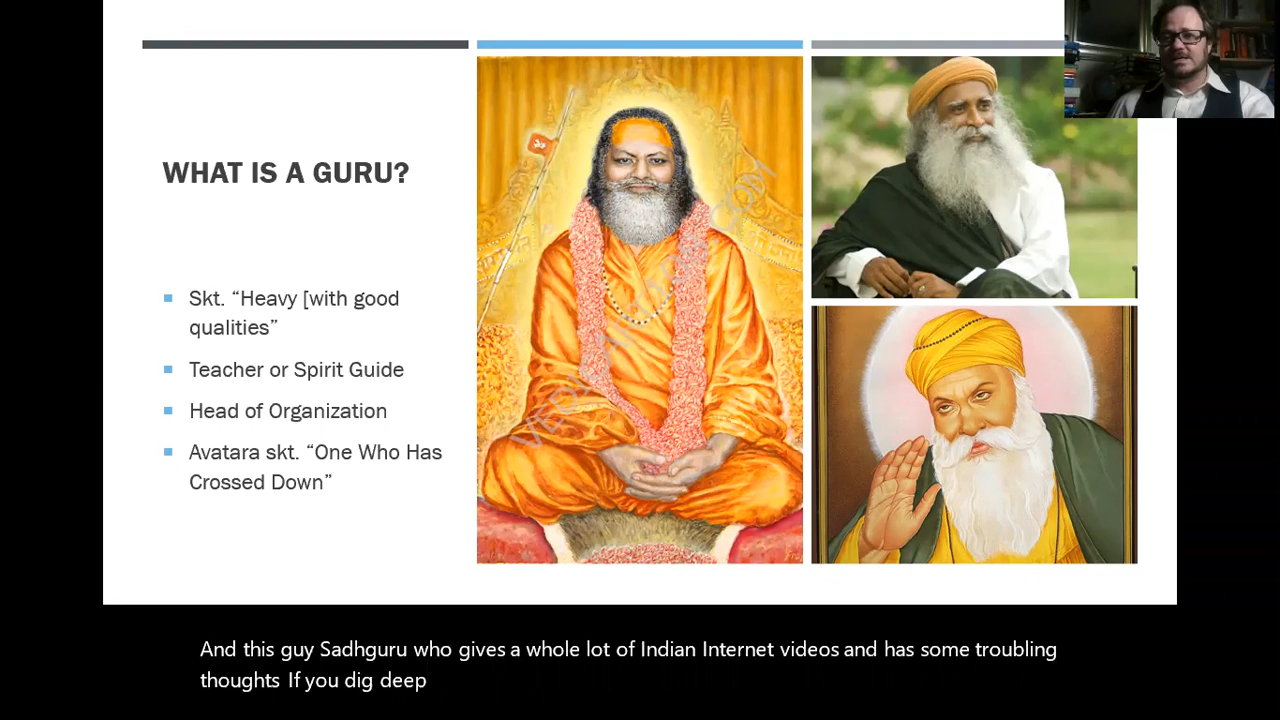 WHAT IS A GURU?
Skt. “Heavy [with good
qualities”
Teacher or Spirit Guide
Head of Organization
Avatara skt. “One Who Has
Crossed Down”
And this guy Sadhguru who gives a whole lot of Indian Internet videos and has some troubling
thoughts If you dig deep